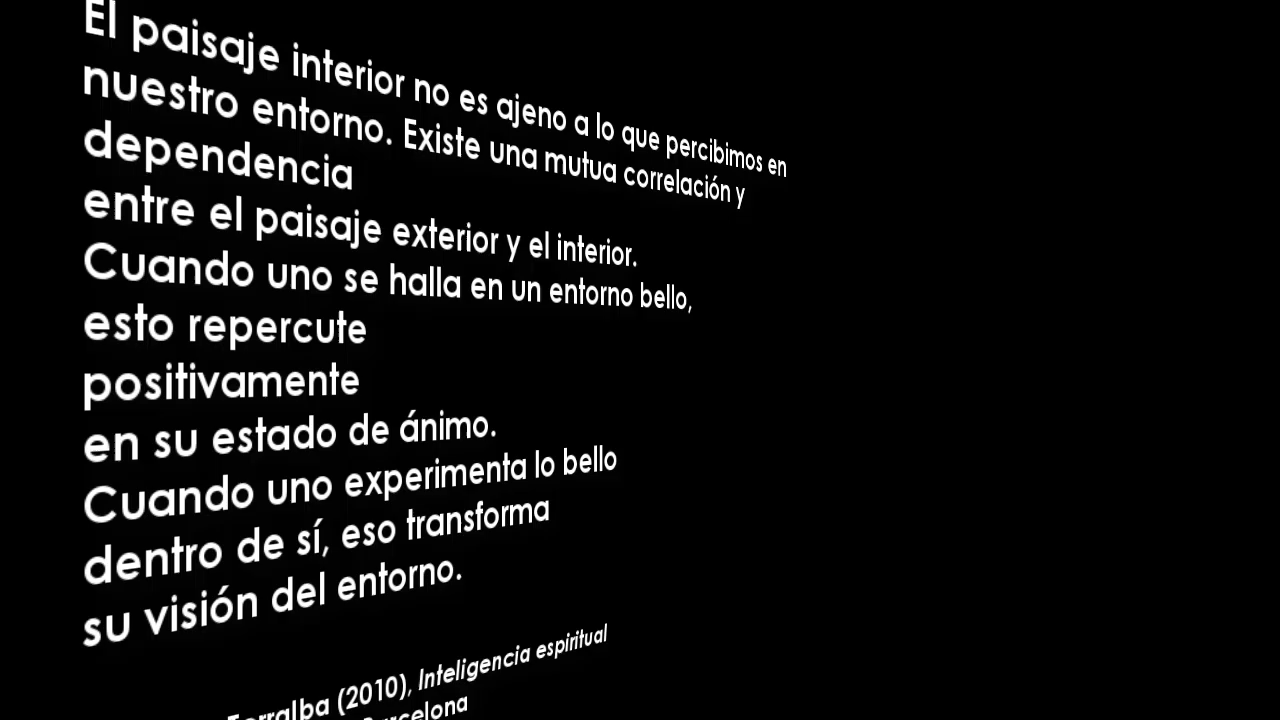 El paisaje interior no es ajeno a lo que percibimos en
nuestro entorno. Existe una mutua correlación y
dependencia
entre el paisaje exterior y el interior.
Cuando uno se halla en un entorno bello,
esto repercute
positivamente
en su estado de ánimo.
Cuando uno experimenta lo bello
dentro de sí, eso transforma
su visión del entorno.
Torralba (2010), Inteligencia espiritual
Barcelona